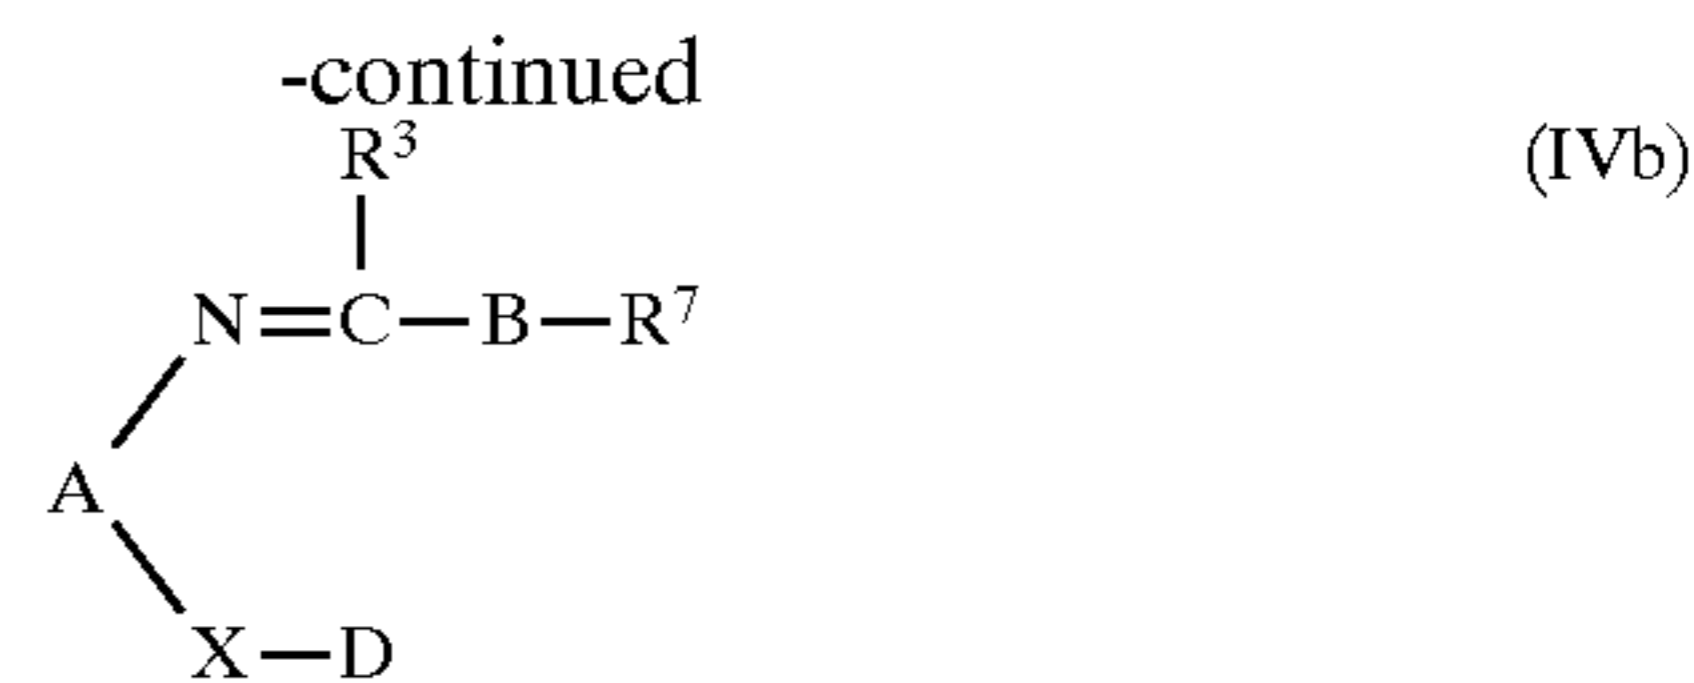 -continued
R³ (IVb)
N=C—B—R⁷
A
X—D